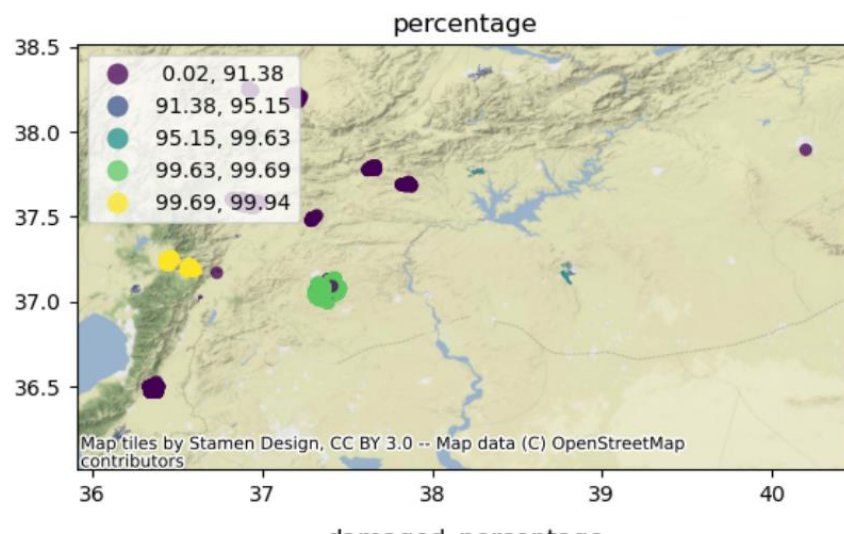 percentage
38.5
38.0
37.5
37.0
36.5
0.02, 91.38
91.38, 95.15
95.15, 99.63
99.63, 99.69
99.69, 99.94
Map tiles by Stamen Design, CC BY 3.0 -- Map data (C) OpenStreetMap
contributors
36 37 38 39 40
damaged_percentage